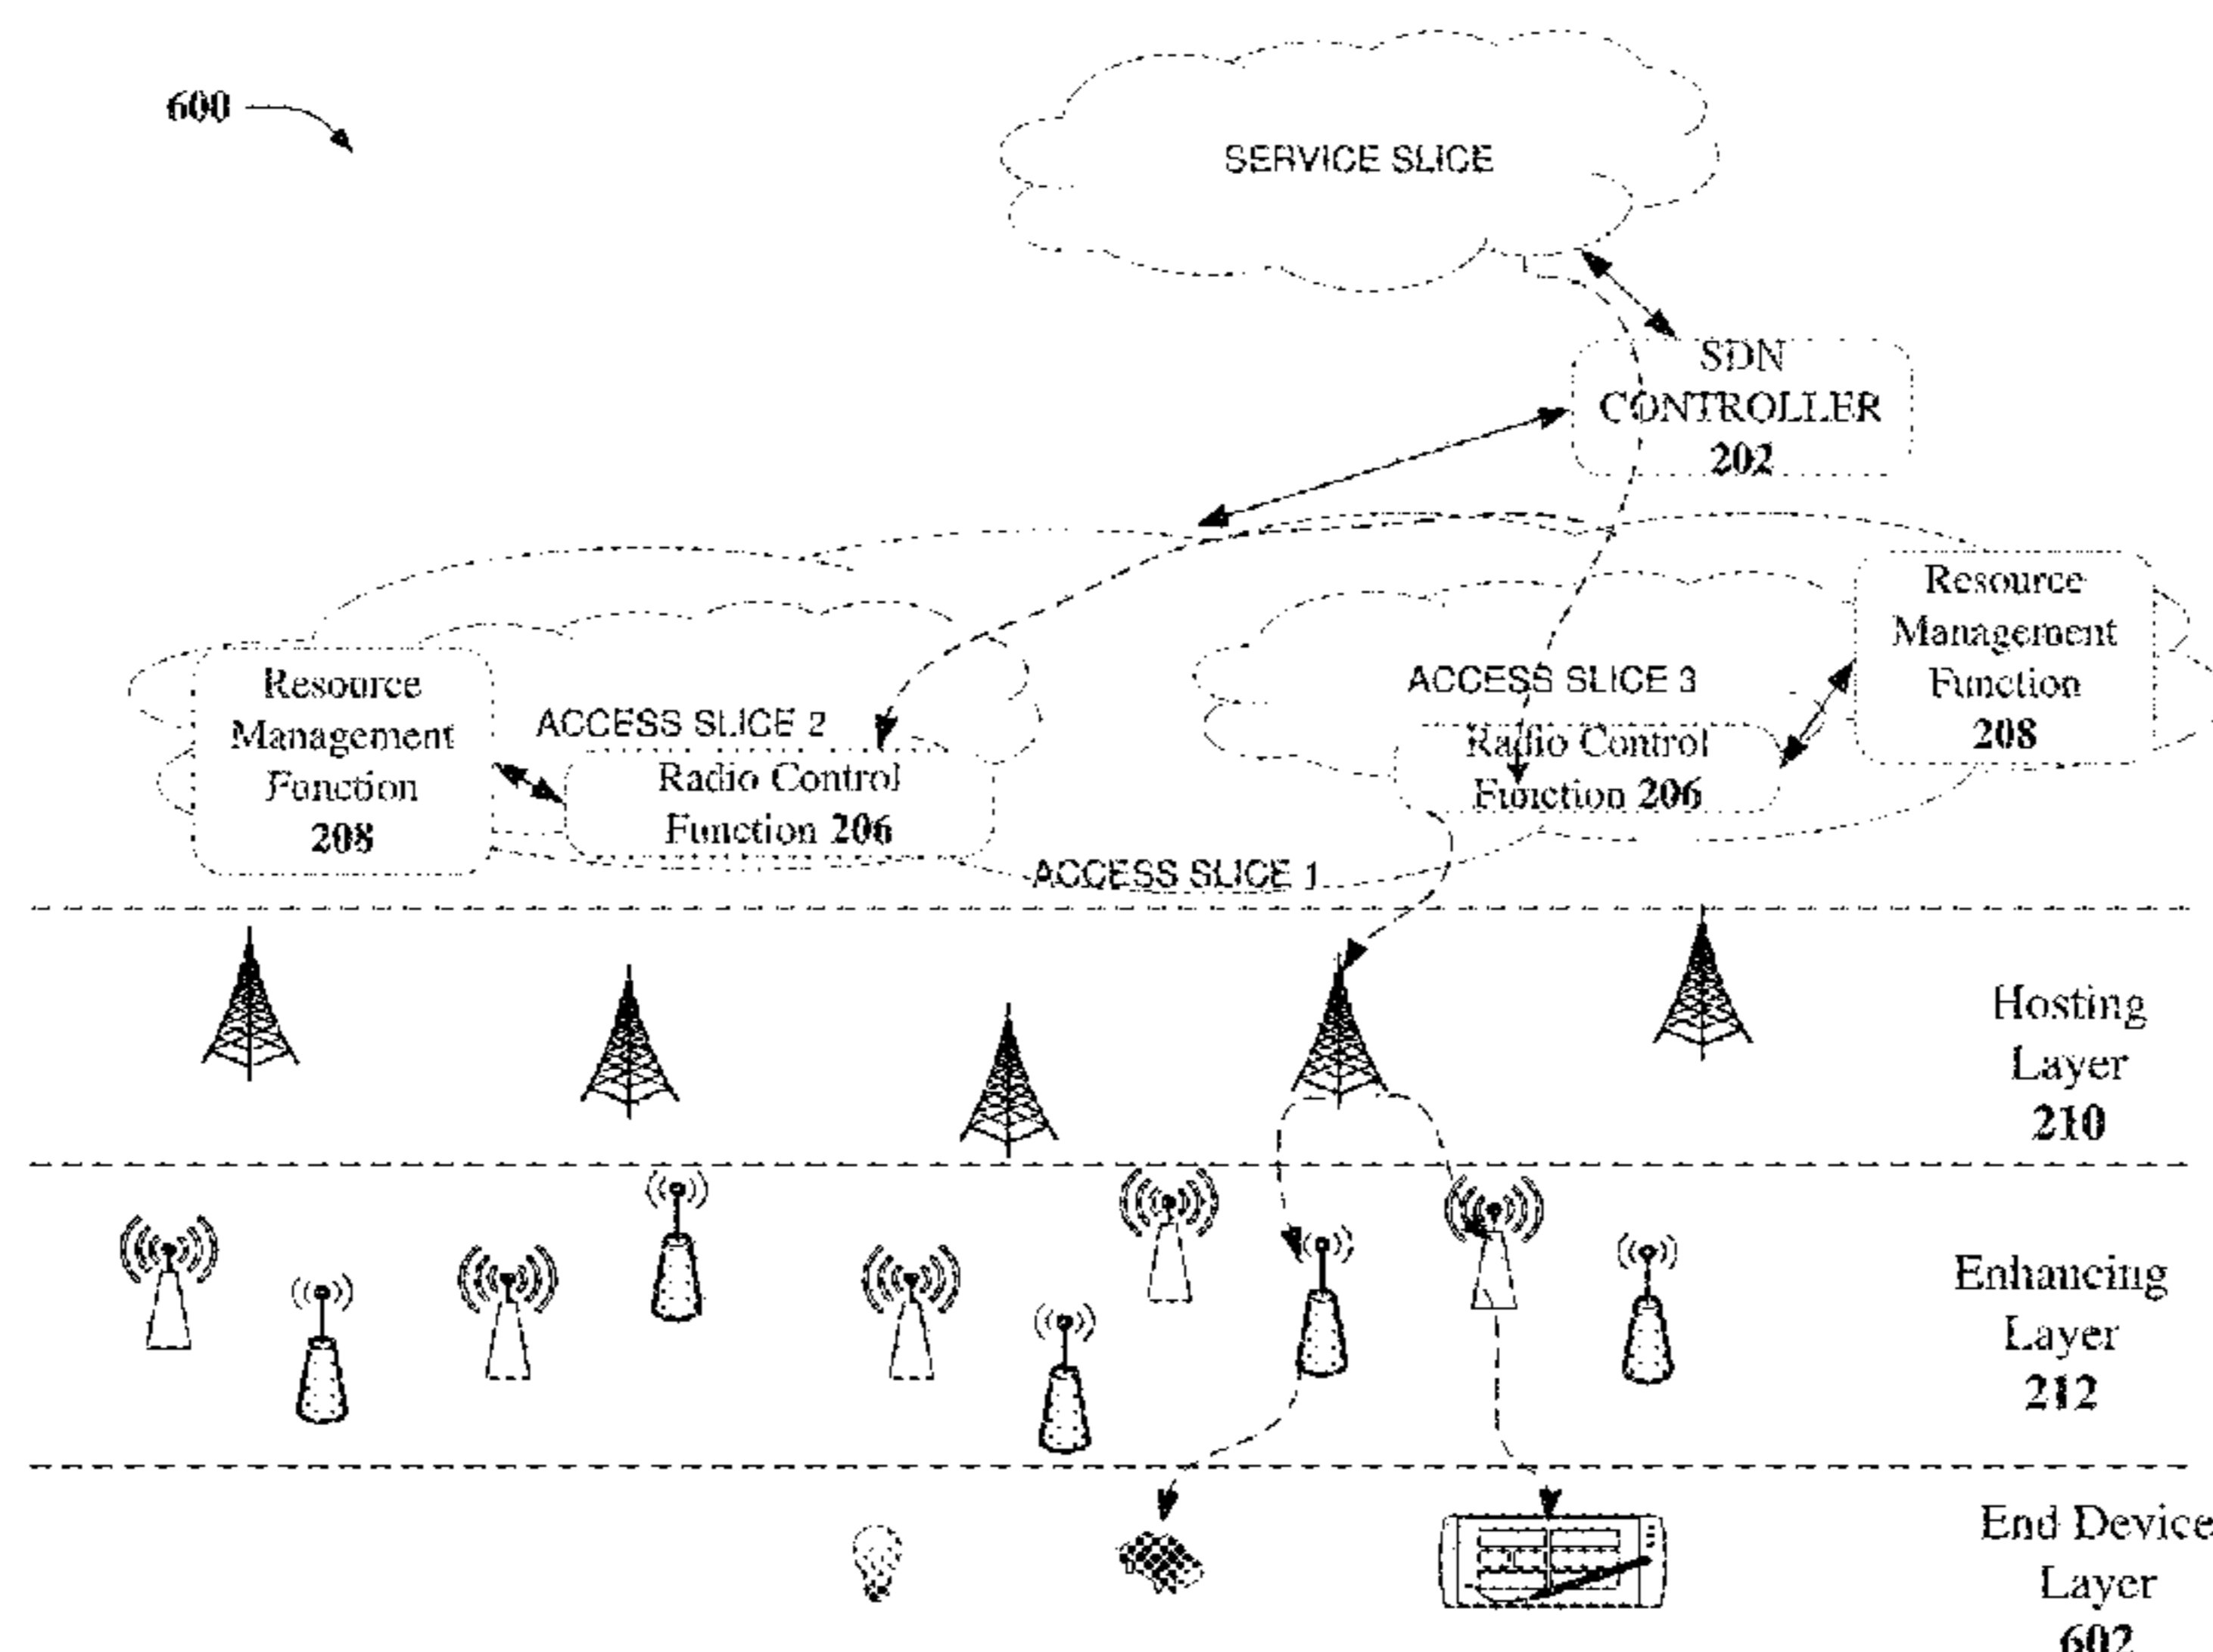 600
SERVICE SLICE
SDN
CONTROLLER
202
Resource
Management
Function
208
ACCESS SLICE 3
Radio Control
Function 206
Resource
Management
Function
208
ACCESS SLICE 2
Radio Control
Function 206
ACCESS SLICE 1
Hosting
Layer
210
Enhancing
Layer
212
End Device
Layer
602